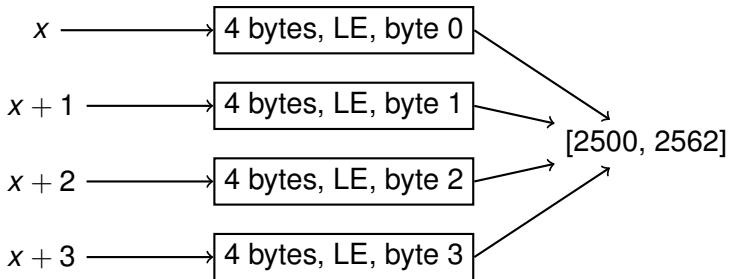 x 4 bytes, LE, byte 0
x + 1 4 bytes, LE, byte 1
[2500, 2562]
x + 2 4 bytes, LE, byte 2
x + 3 4 bytes, LE, byte 3